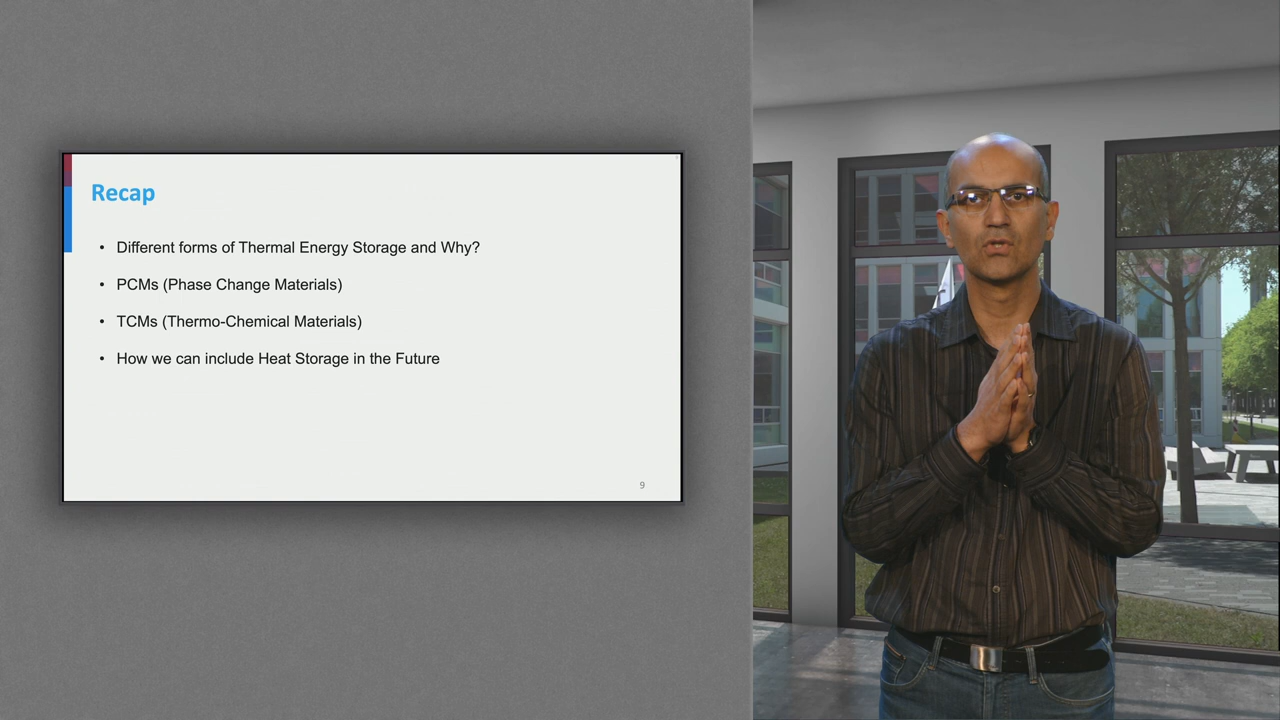 Recap
• Different forms of Thermal Energy Storage and Why?
• PCMs (Phase Change Materials)
• TCMs (Thermo-Chemical Materials)
• How we can include Heat Storage in the Future
9